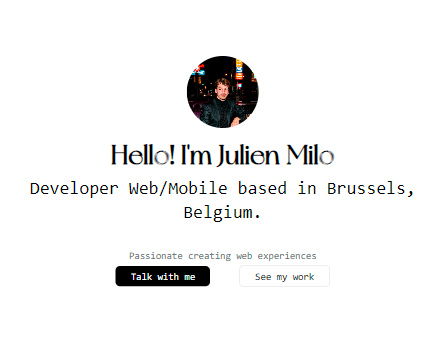 Hello! I'm Julien Milo
Developer Web/Mobile based in Brussels,
Belgium.
Passionate creating web experiences
Talk with me
See my work